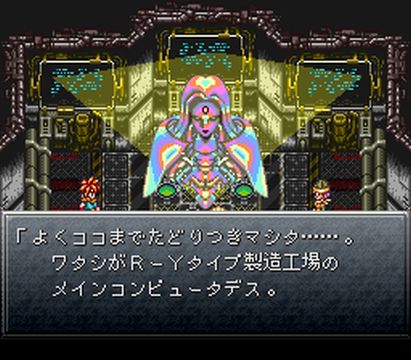 「よくココまでたどりつきマシタ……。
ワタシがR－Yタイプ製造工場の
メインコンピュータデス。